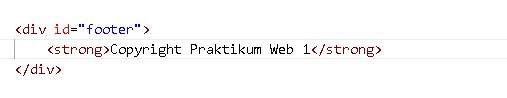 <div id="footer">
    <strong>Copyright Praktikum Web 1</strong>
</div>